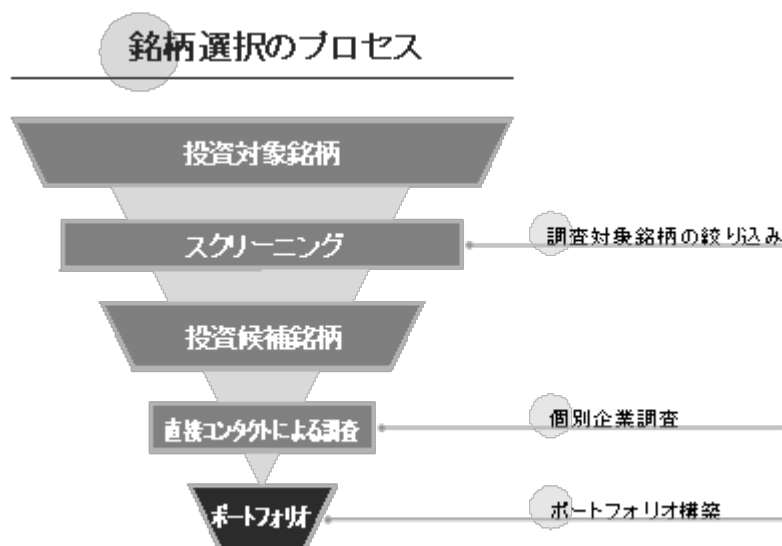 銘柄選択のプロセス
投資対象銘柄
スクリーニング
調査対象銘柄の絞り込み
投資候補銘柄
直接コンタクトによる調査
個別企業調査
ポートフォリオ
ポートフォリオ構築